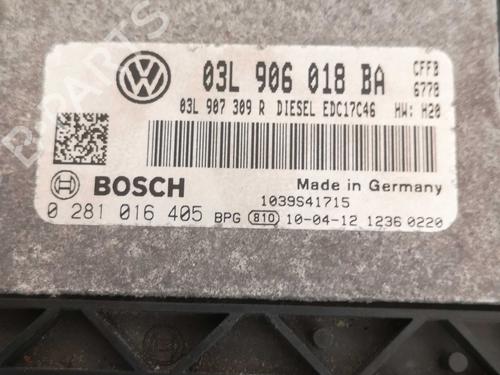 03L 906 018 BA
CFFB
6778
03L 907 309 R DIESEL EDC17C46
HW: H20
BOSCH
Made in Germany
1039S41715
0 281 016 405 BPG 810 10-04-12 1236 0220
B-PARTS